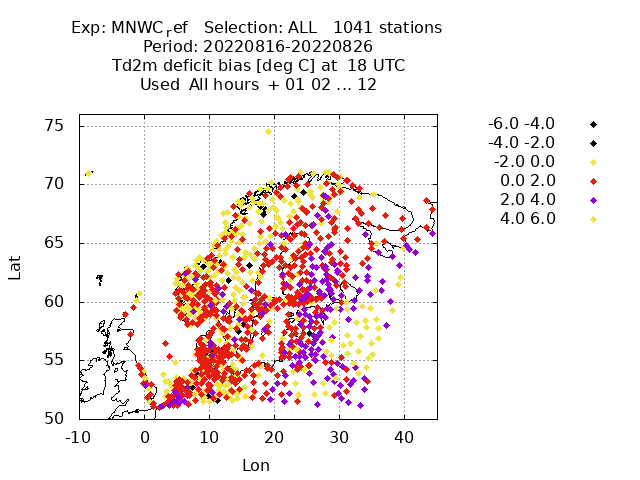 Exp: MNWCref   Selection: ALL   1041 stations
Period: 20220816-20220826
Td2m deficit bias [deg C] at  18 UTC
Used  All hours  + 01 02 ... 12
-6.0 -4.0
-4.0 -2.0
-2.0 0.0
0.0 2.0
2.0 4.0
4.0 6.0
75
70
65
60
55
50
Lat
-10 0 10 20 30 40
Lon